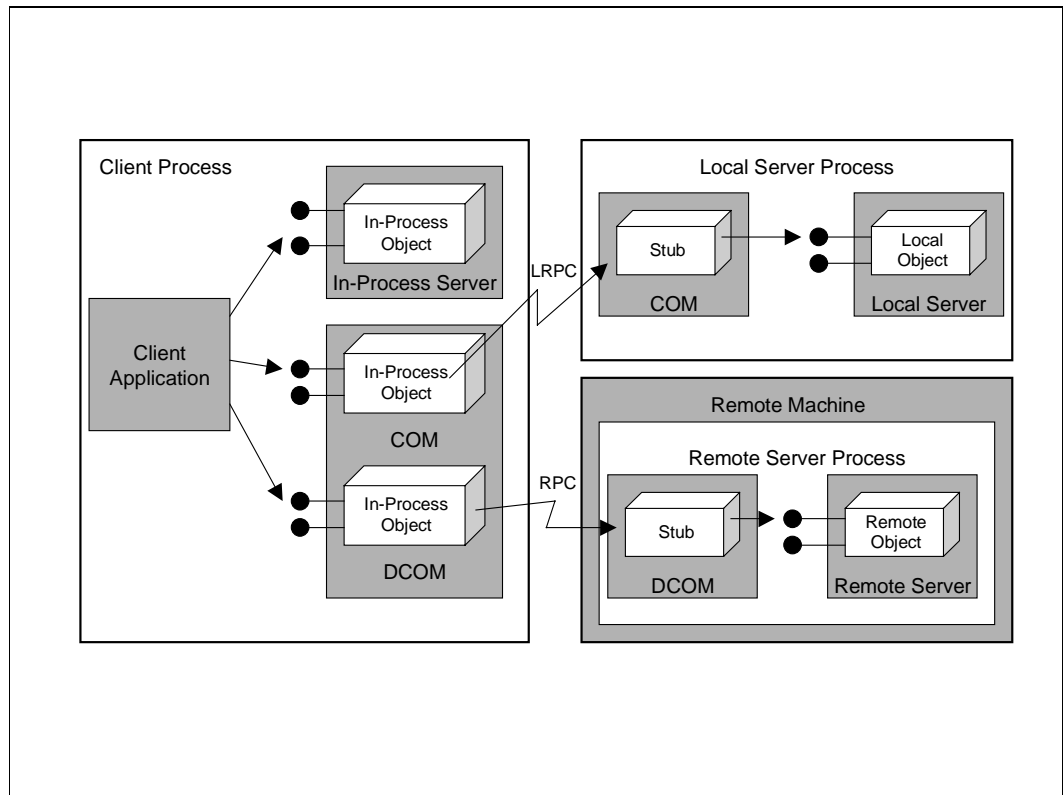 Client Process
In-Process
Object
In-Process Server
Client
Application
In-Process
Object
COM
In-Process
Object
DCOM
LRPC
RPC
Local Server Process
Stub
COM
Local
Object
Local Server
Remote Machine
Remote Server Process
Stub
DCOM
Remote
Object
Remote Server